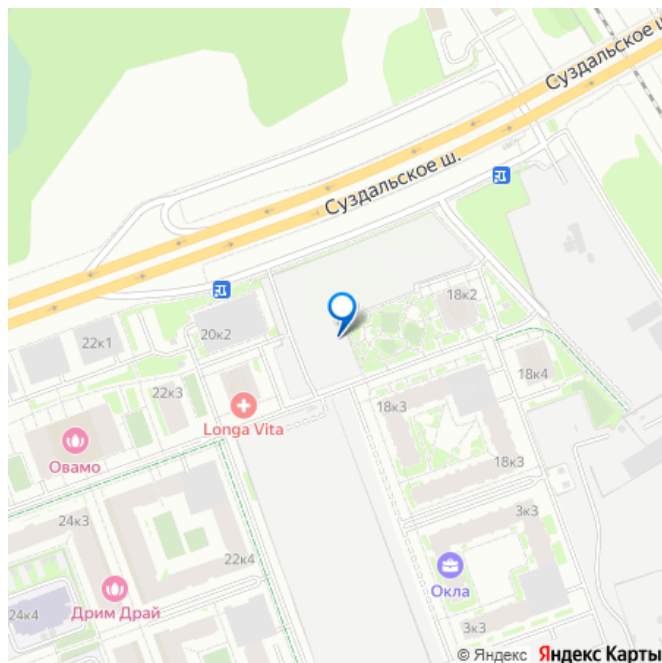 Суздальское ш.
Суздальское ш.
18к2
20к2
22к1
18к4
22к3
18к3
Longa Vita
Овамо
18к3
24к3
3к3
22к4
Окла
Дрим Драй
24к4
3к3
© Яндекс Яндекс Карты